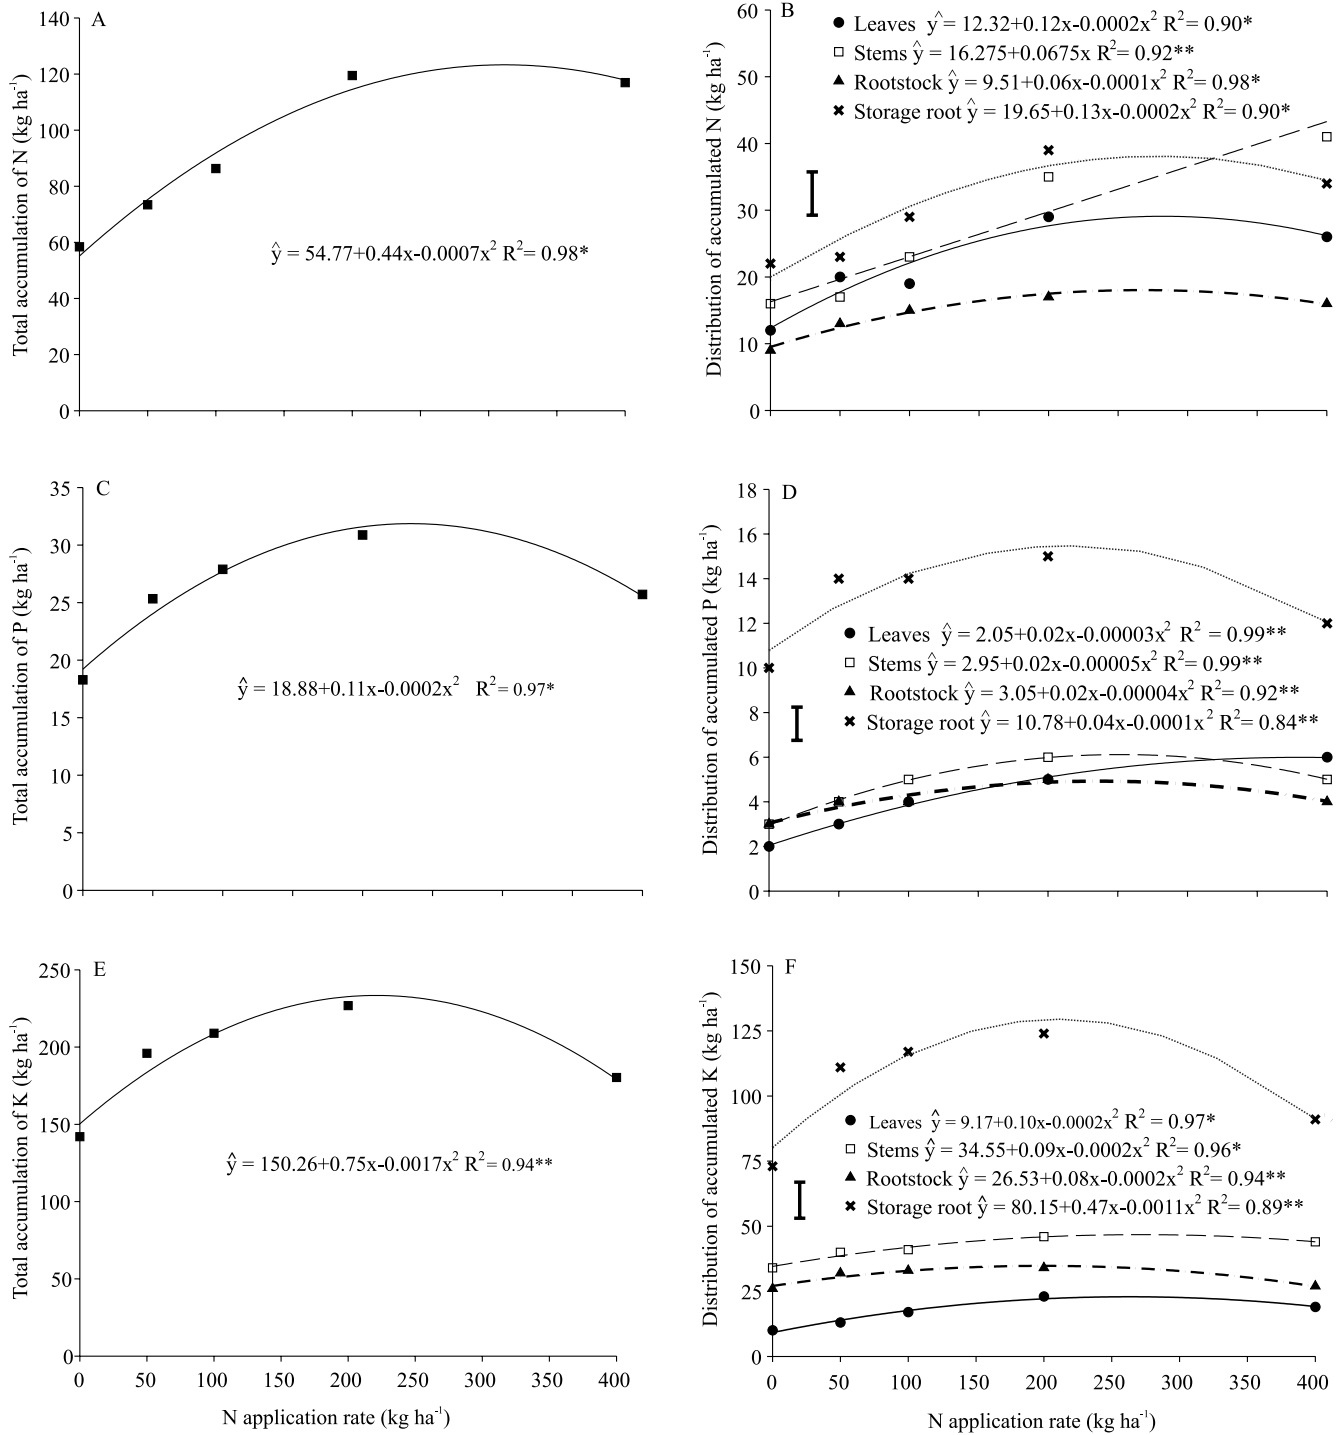 A
Total accumulation of N (kg ha⁻¹)
140
120
100
80
60
40
20
0
ŷ = 54.77+0.44x-0.0007x² R²= 0.98*
B
Distribution of accumulated N (kg ha⁻¹)
60
50
40
30
20
10
0
Leaves ŷ = 12.32+0.12x-0.0002x² R²= 0.90*
Stems ŷ = 16.275+0.0675x R²= 0.92**
Rootstock ŷ = 9.51+0.06x-0.0001x² R²= 0.98*
Storage root ŷ = 19.65+0.13x-0.0002x² R²= 0.90*
C
Total accumulation of P (kg ha⁻¹)
35
30
25
20
15
10
5
0
ŷ = 18.88+0.11x-0.0002x² R²= 0.97*
D
Distribution of accumulated P (kg ha⁻¹)
18
16
14
12
10
8
6
4
2
0
Leaves ŷ = 2.05+0.02x-0.00003x² R² = 0.99**
Stems ŷ = 2.95+0.02x-0.00005x² R²= 0.99**
Rootstock ŷ = 3.05+0.02x-0.00004x² R²= 0.92**
Storage root ŷ = 10.78+0.04x-0.0001x² R²= 0.84**
E
Total accumulation of K (kg ha⁻¹)
250
200
150
100
50
0
ŷ = 150.26+0.75x-0.0017x² R²= 0.94**
0 50 100 150 200 250 300 350 400
N application rate (kg ha⁻¹)
F
Distribution of accumulated K (kg ha⁻¹)
150
125
100
75
50
25
0
Leaves ŷ = 9.17+0.10x-0.0002x² R² = 0.97*
Stems ŷ = 34.55+0.09x-0.0002x² R²= 0.96*
Rootstock ŷ = 26.53+0.08x-0.0002x² R²= 0.94**
Storage root ŷ = 80.15+0.47x-0.0011x² R²= 0.89**
0 50 100 150 200 250 300 350 400
N application rate (kg ha⁻¹)